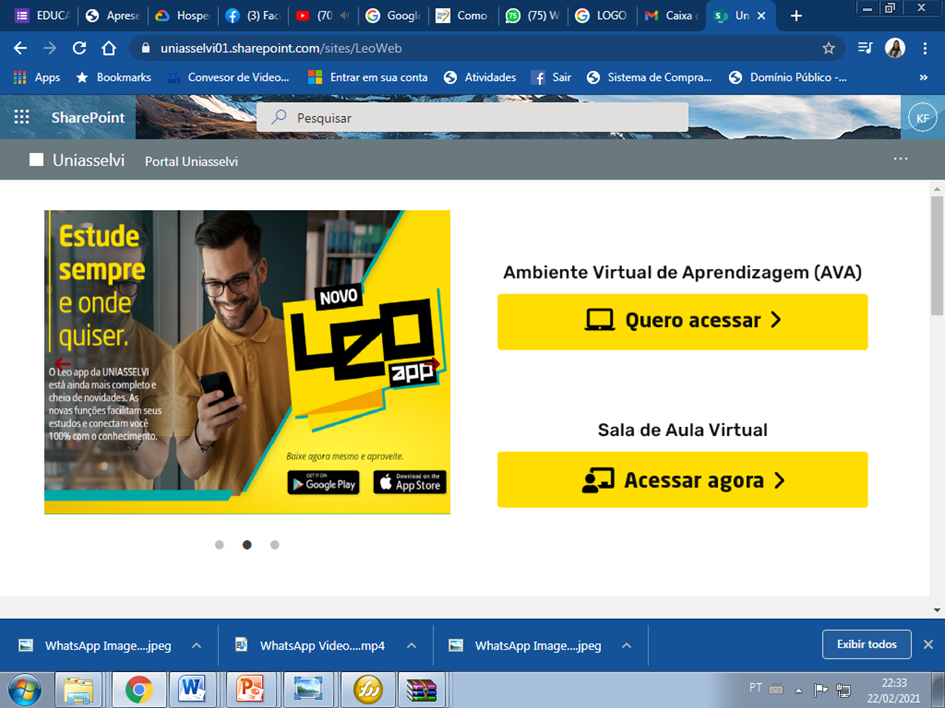 EDUCA
Aprese
Hospe
(3) Fac
(70
Googl
Como
(75) W
LOGO
Caixa
Un
uniasselvi01.sharepoint.com/sites/LeoWeb
Apps
Bookmarks
Convesor de Video...
Entrar em sua conta
Atividades
Sair
Sistema de Compra...
Domínio Público -...
»
SharePoint
Pesquisar
KF
Uniasselvi
Portal Uniasselvi
...
Estude
sempre
e onde
quiser.
O Leo app da UNIASSELVI
está ainda mais completo e
cheio de novidades. As
novas funções facilitam seus
estudos e conectam você
100% com o conhecimento.
NOVO
LEO
app
Baixe agora mesmo e aproveite.
GET IT ON
Google Play
Download on the
App Store
Ambiente Virtual de Aprendizagem (AVA)
Quero acessar
Sala de Aula Virtual
Acessar agora
WhatsApp Image....jpeg
WhatsApp Video....mp4
WhatsApp Image....jpeg
Exibir todos
PT
22:33
22/02/2021